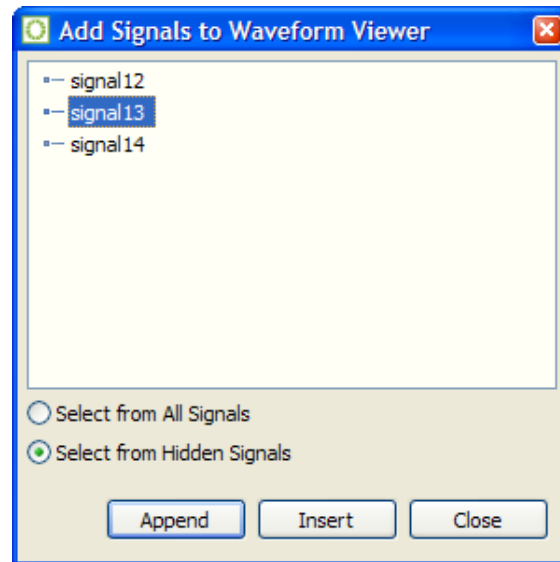 Add Signals to Waveform Viewer
signal12
signal13
signal14
Select from All Signals
Select from Hidden Signals
Append Insert Close